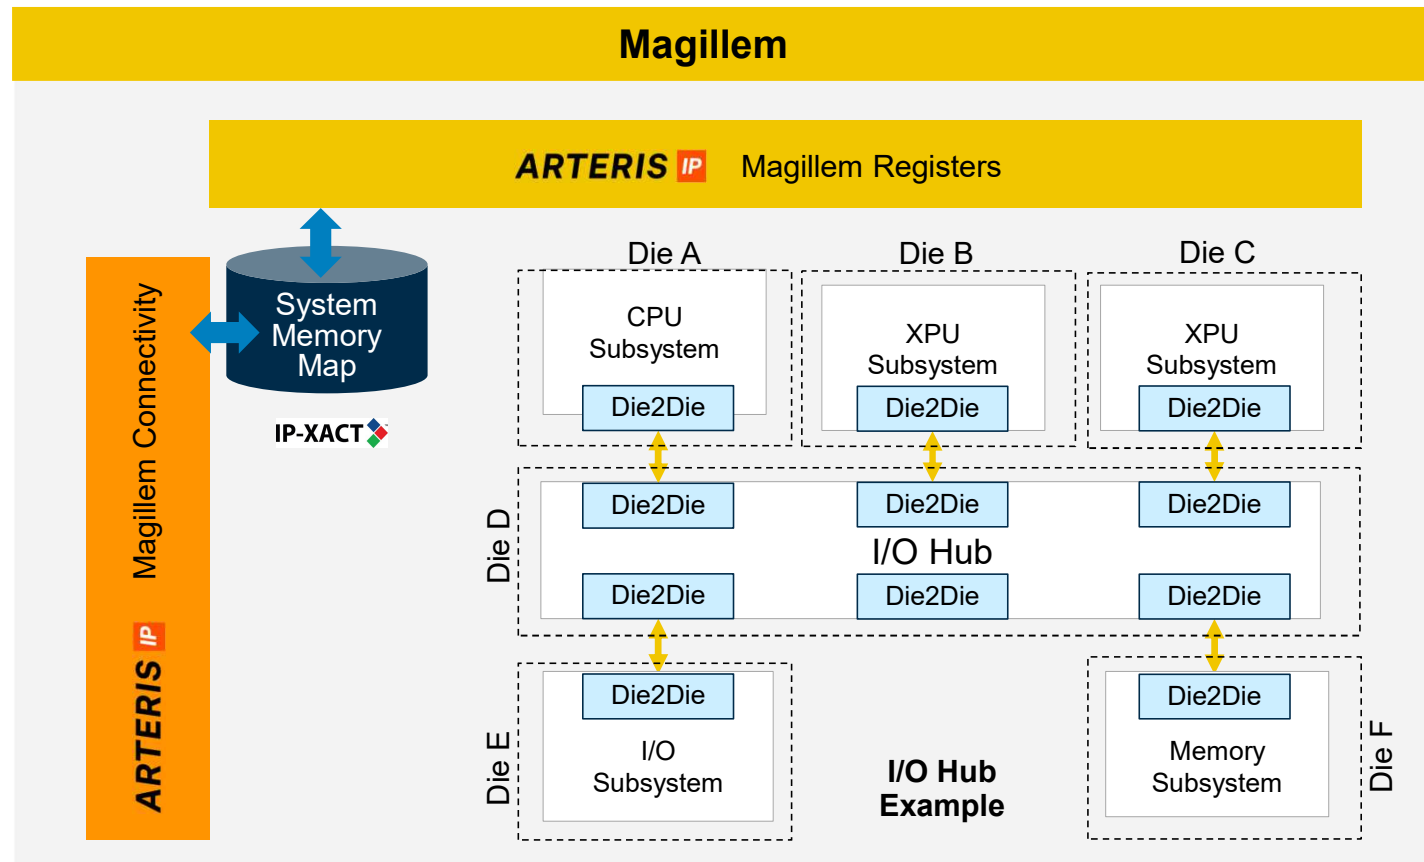 Magillem
ARTERIS IP Magillem Registers
Magillem Connectivity
ARTERIS IP
System
Memory
Map
IP-XACT
Die A
Die B
Die C
CPU
Subsystem
Die2Die
XPU
Subsystem
Die2Die
XPU
Subsystem
Die2Die
Die D
Die2Die
Die2Die
Die2Die
I/O Hub
Die2Die
Die2Die
Die2Die
Die E
Die2Die
I/O
Subsystem
I/O Hub
Example
Die2Die
Memory
Subsystem
Die F